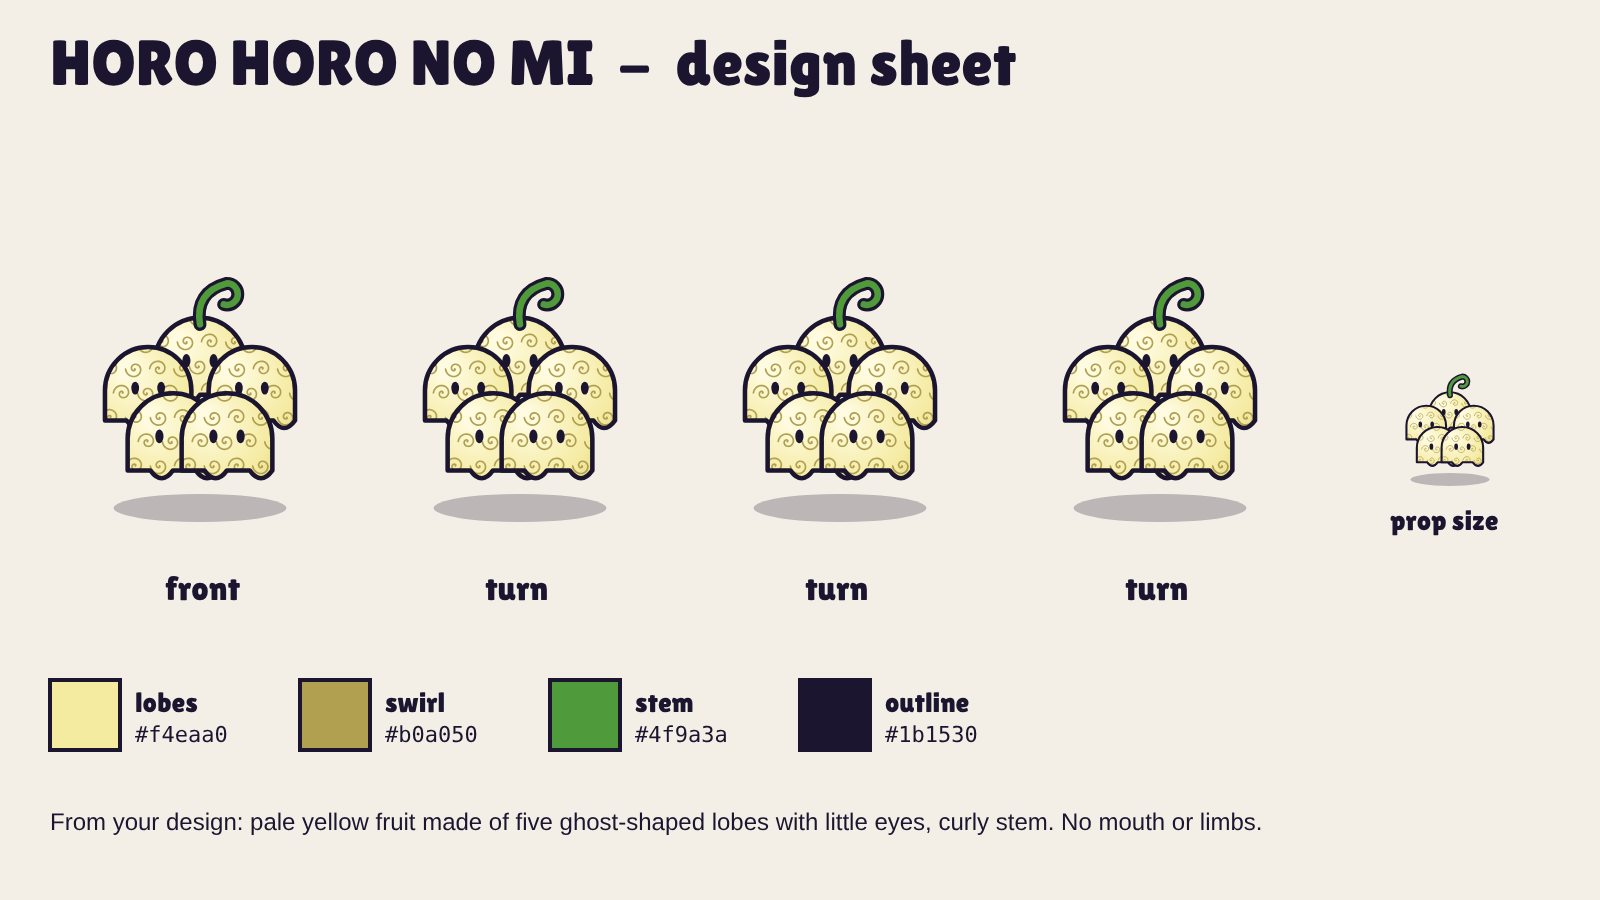 HORO HORO NO MI – design sheet
prop size
front
turn
turn
turn
lobes
#f4eaa0
swirl
#b0a050
stem
#4f9a3a
outline
#1b1530
From your design: pale yellow fruit made of five ghost-shaped lobes with little eyes, curly stem. No mouth or limbs.